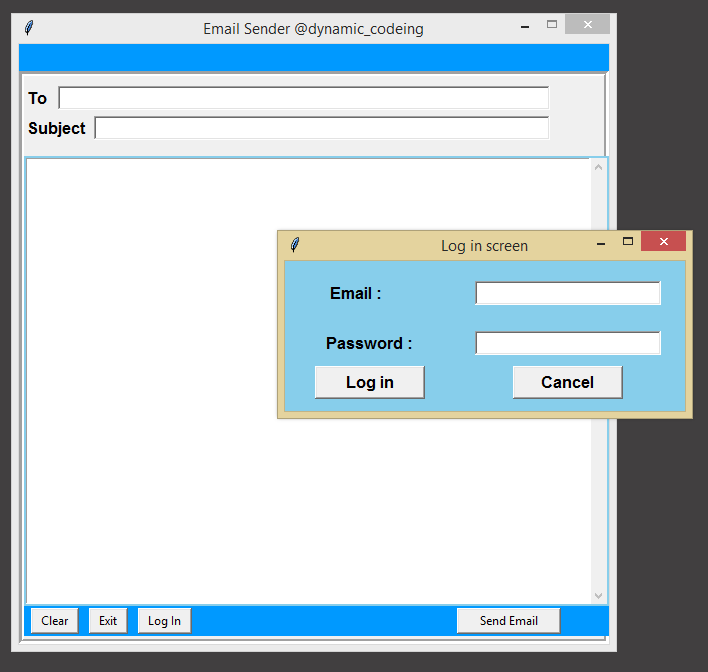 Email Sender @dynamic_codeing
To
Subject
Log in screen
Email :
Password :
Log in Cancel
Clear Exit Log In Send Email